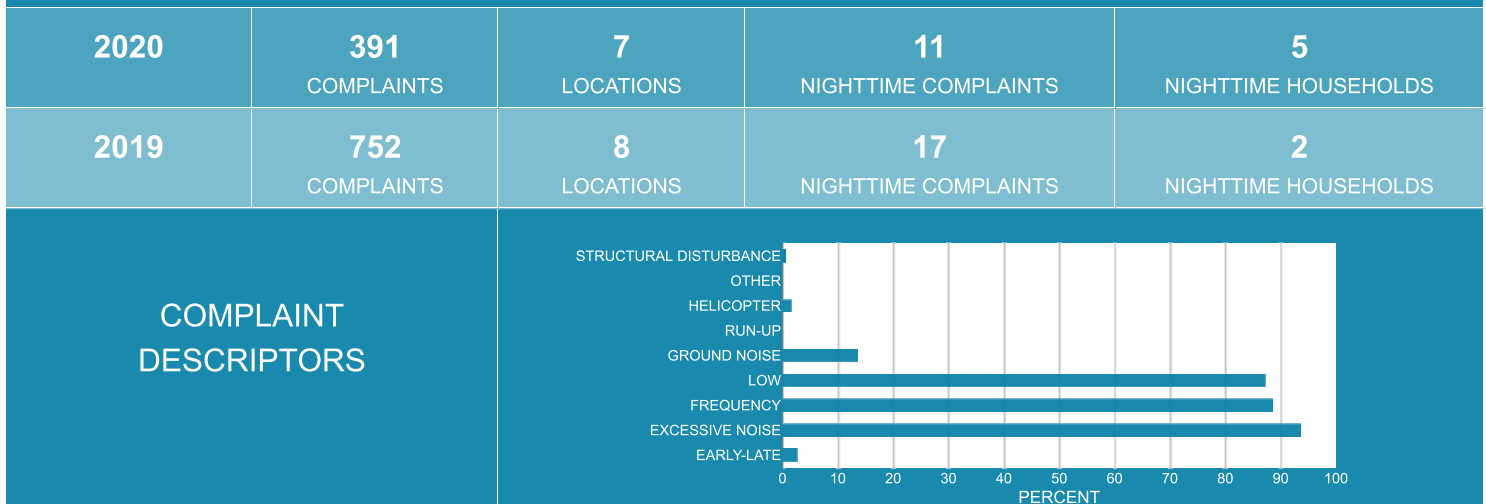 2020 391 7 11 5
COMPLAINTS LOCATIONS NIGHTTIME COMPLAINTS NIGHTTIME HOUSEHOLDS
2019 752 8 17 2
COMPLAINTS LOCATIONS NIGHTTIME COMPLAINTS NIGHTTIME HOUSEHOLDS
COMPLAINT
DESCRIPTORS
STRUCTURAL DISTURBANCE
OTHER
HELICOPTER
RUN-UP
GROUND NOISE
LOW
FREQUENCY
EXCESSIVE NOISE
EARLY-LATE
0 10 20 30 40 50 60 70 80 90 100
PERCENT